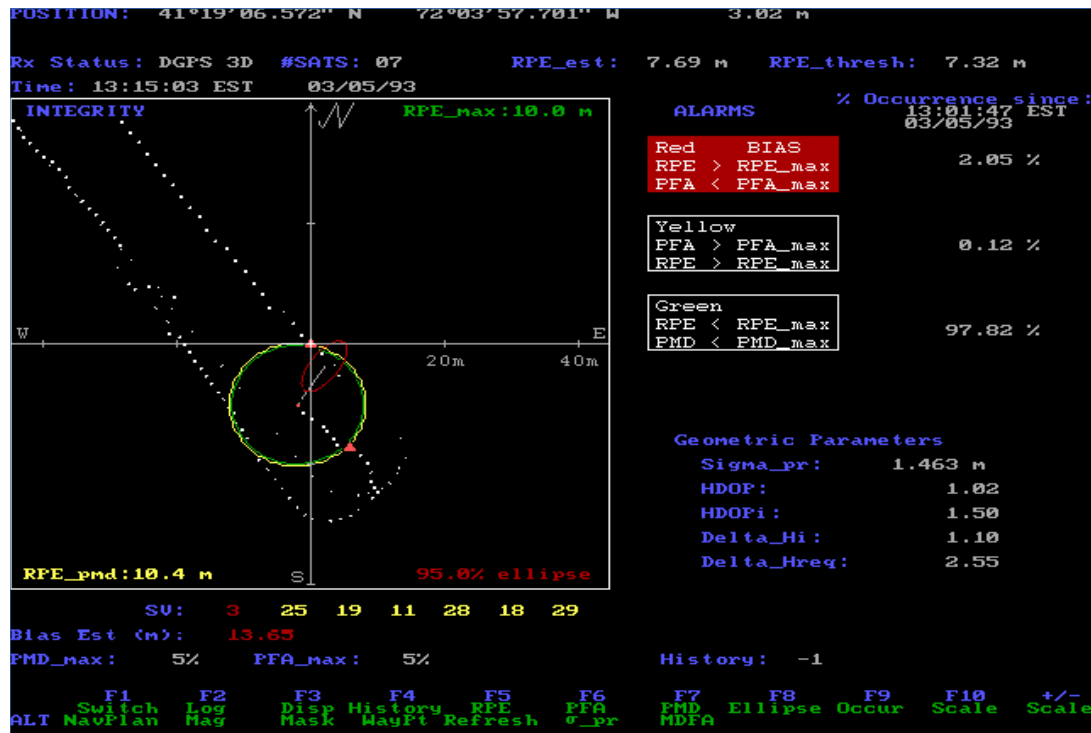 POSITION: 41°19'06.572" N 72°03'57.701" W 3.02 m
Rx Status: DGPS 3D #SATS: 07 RPE_est: 7.69 m RPE_thresh: 7.32 m
Time: 13:15:03 EST 03/05/93
% Occurrence since:
INTEGRITY N RPE_max:10.0 m ALARMS 13:01:47 EST
03/05/93
Red BIAS
RPE > RPE_max 2.05 %
PFA < PFA_max
Yellow
PFA > PFA_max 0.12 %
RPE > RPE_max
Green
RPE < RPE_max 97.82 %
PMD < PMD_max
W E
20m 40m
Geometric Parameters
Sigma_pr: 1.463 m
HDOP: 1.02
HDOPi: 1.50
Delta_Hi: 1.10
Delta_Hreq: 2.55
RPE_pmd:10.4 m S 95.0% ellipse
SV: 3 25 19 11 28 18 29
Bias Est (m): 13.65
PMD_max: 5% PFA_max: 5% History: -1
F1 F2 F3 F4 F5 F6 F7 F8 F9 F10 +/-
Switch Log Disp History RPE PFA PMD Ellipse Occur Scale Scale
ALT NavPlan Mag Mask WayPt Refresh σ_pr MDFA